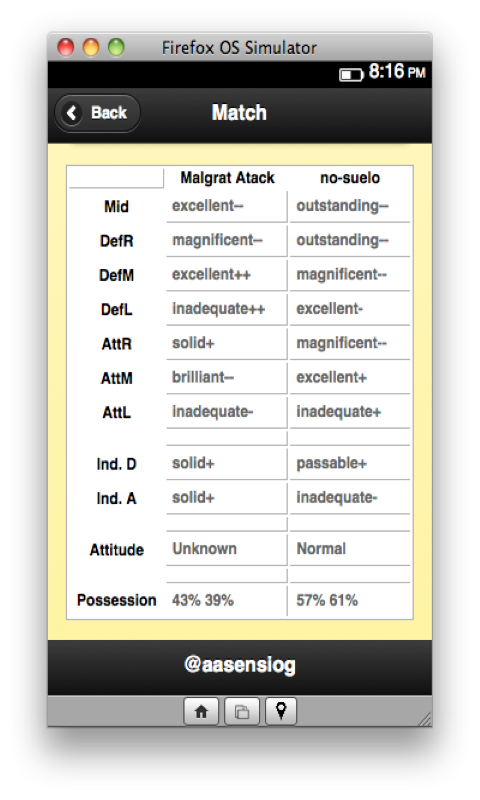 Firefox OS Simulator
8:16 PM
Back
Match
Malgrat Atack no-suelo
Mid excellent-- outstanding--
DefR magnificent-- outstanding--
DefM excellent++ magnificent--
DefL inadequate++ excellent-
AttR solid+ magnificent--
AttM brilliant-- excellent+
AttL inadequate- inadequate+
Ind. D solid+ passable+
Ind. A solid+ inadequate-
Attitude Unknown Normal
Possession 43% 39% 57% 61%
@aasensiog